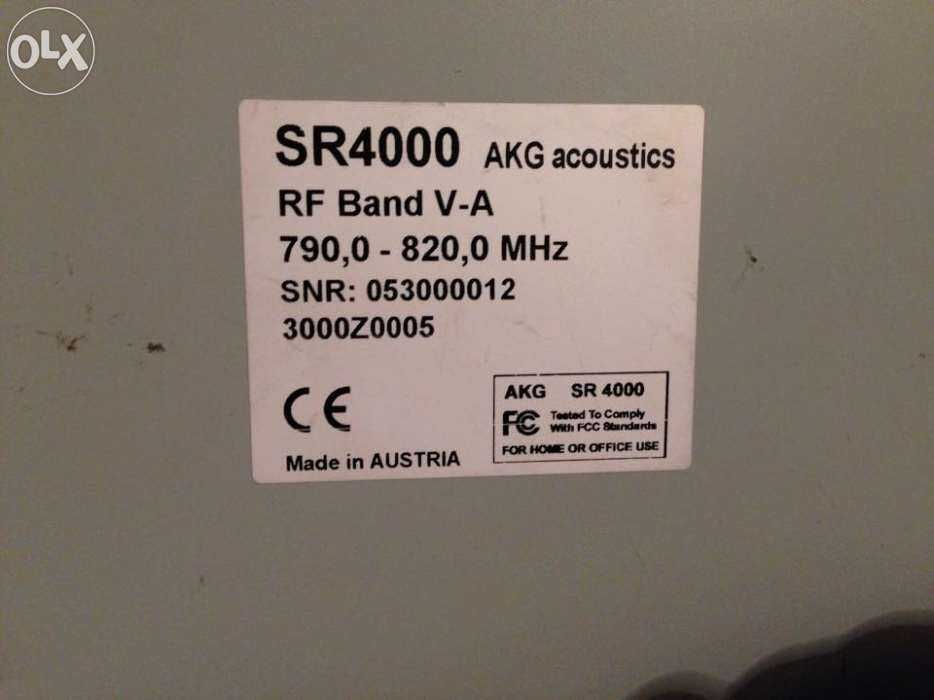 OLX
SR4000 AKG acoustics
RF Band V-A
790,0 - 820,0 MHz
SNR: 053000012
3000Z0005
CE
Made in AUSTRIA
AKG SR 4000
FC Tested To Comply
With FCC Standards
FOR HOME OR OFFICE USE